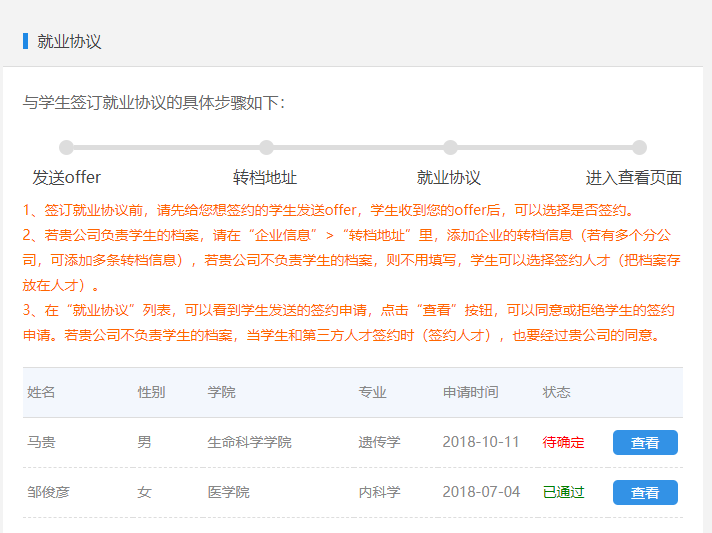 就业协议
与学生签订就业协议的具体步骤如下：
发送offer 转档地址 就业协议 进入查看页面
1、签订就业协议前，请先给您想签约的学生发送offer，学生收到您的offer后，可以选择是否签约。
2、若贵公司负责学生的档案，请在“企业信息”>“转档地址”里，添加企业的转档信息（若有多个分公
司，可添加多条转档信息），若贵公司不负责学生的档案，则不用填写，学生可以选择签约人才（把档案存
放在人才）。
3、在“就业协议”列表，可以看到学生发送的签约申请，点击“查看”按钮，可以同意或拒绝学生的签约
申请。若贵公司不负责学生的档案，当学生和第三方人才签约时（签约人才），也要经过贵公司的同意。
姓名 性别 学院 专业 申请时间 状态
马贵 男 生命科学学院 遗传学 2018-10-11 待确定 查看
邹俊彦 女 医学院 内科学 2018-07-04 已通过 查看